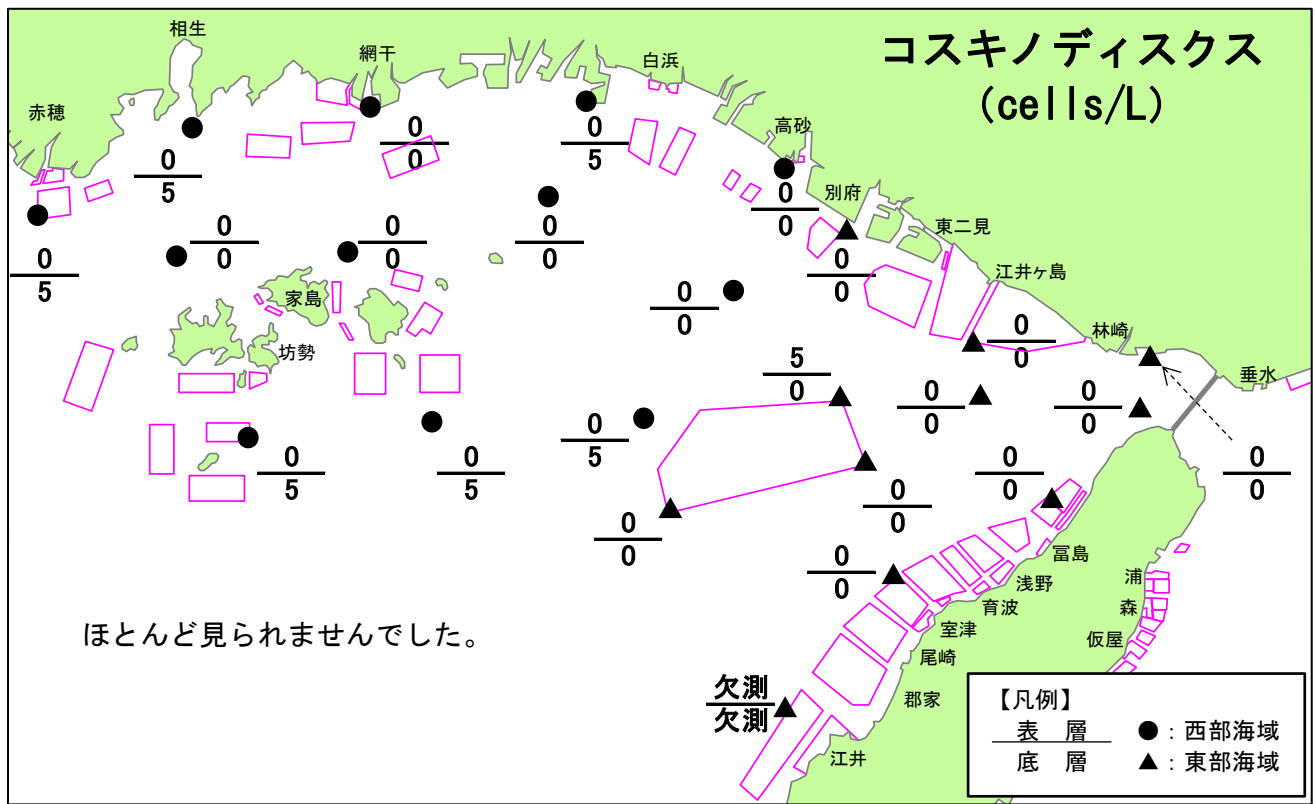 コスキノディスクス
(cells/L)
相生
網干
白浜
赤穂
高砂
別府
東二見
江井ヶ島
林崎
垂水
家島
坊勢
0
0
0
5
0
5
0
0
0
0
0
0
0
0
0
5
0
0
0
0
0
0
5
0
0
0
0
0
0
5
0
5
0
5
0
0
0
0
0
0
0
0
0
0
冨島
浅野
育波
室津
尾崎
郡家
江井
浦
森
仮屋
ほとんど見られませんでした。
欠測
欠測
【凡例】
表 層 ●：西部海域
底 層 ▲：東部海域